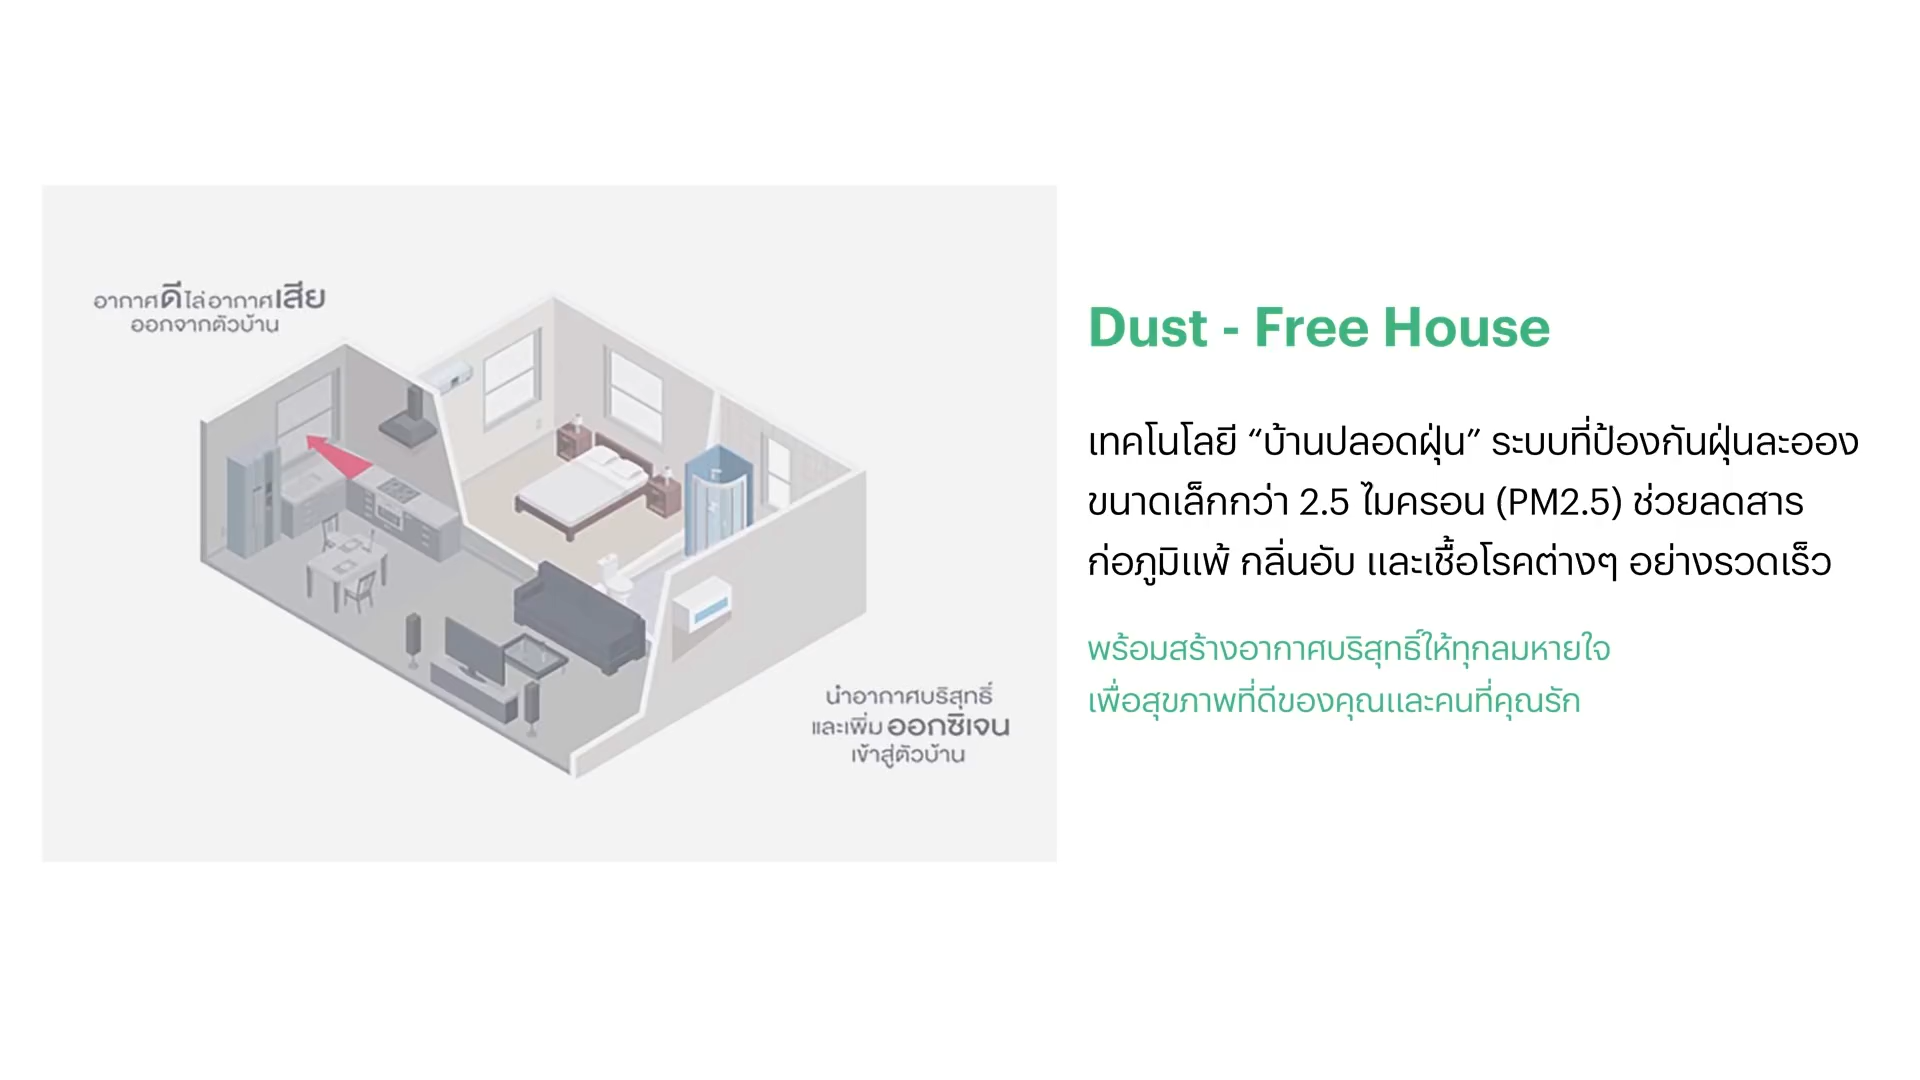 อากาศดีไล่อากาศเสีย
ออกจากตัวบ้าน
นำอากาศบริสุทธิ์
และเพิ่มออกซิเจน
เข้าสู่ตัวบ้าน
Dust - Free House
เทคโนโลยี “บ้านปลอดฝุ่น” ระบบที่ป้องกันฝุ่นละออง
ขนาดเล็กกว่า 2.5 ไมครอน (PM2.5) ช่วยลดสาร
ก่อภูมิแพ้ กลิ่นอับ และเชื้อโรคต่างๆ อย่างรวดเร็ว
พร้อมสร้างอากาศบริสุทธิ์ให้ทุกลมหายใจ
เพื่อสุขภาพที่ดีของคุณและคนที่คุณรัก